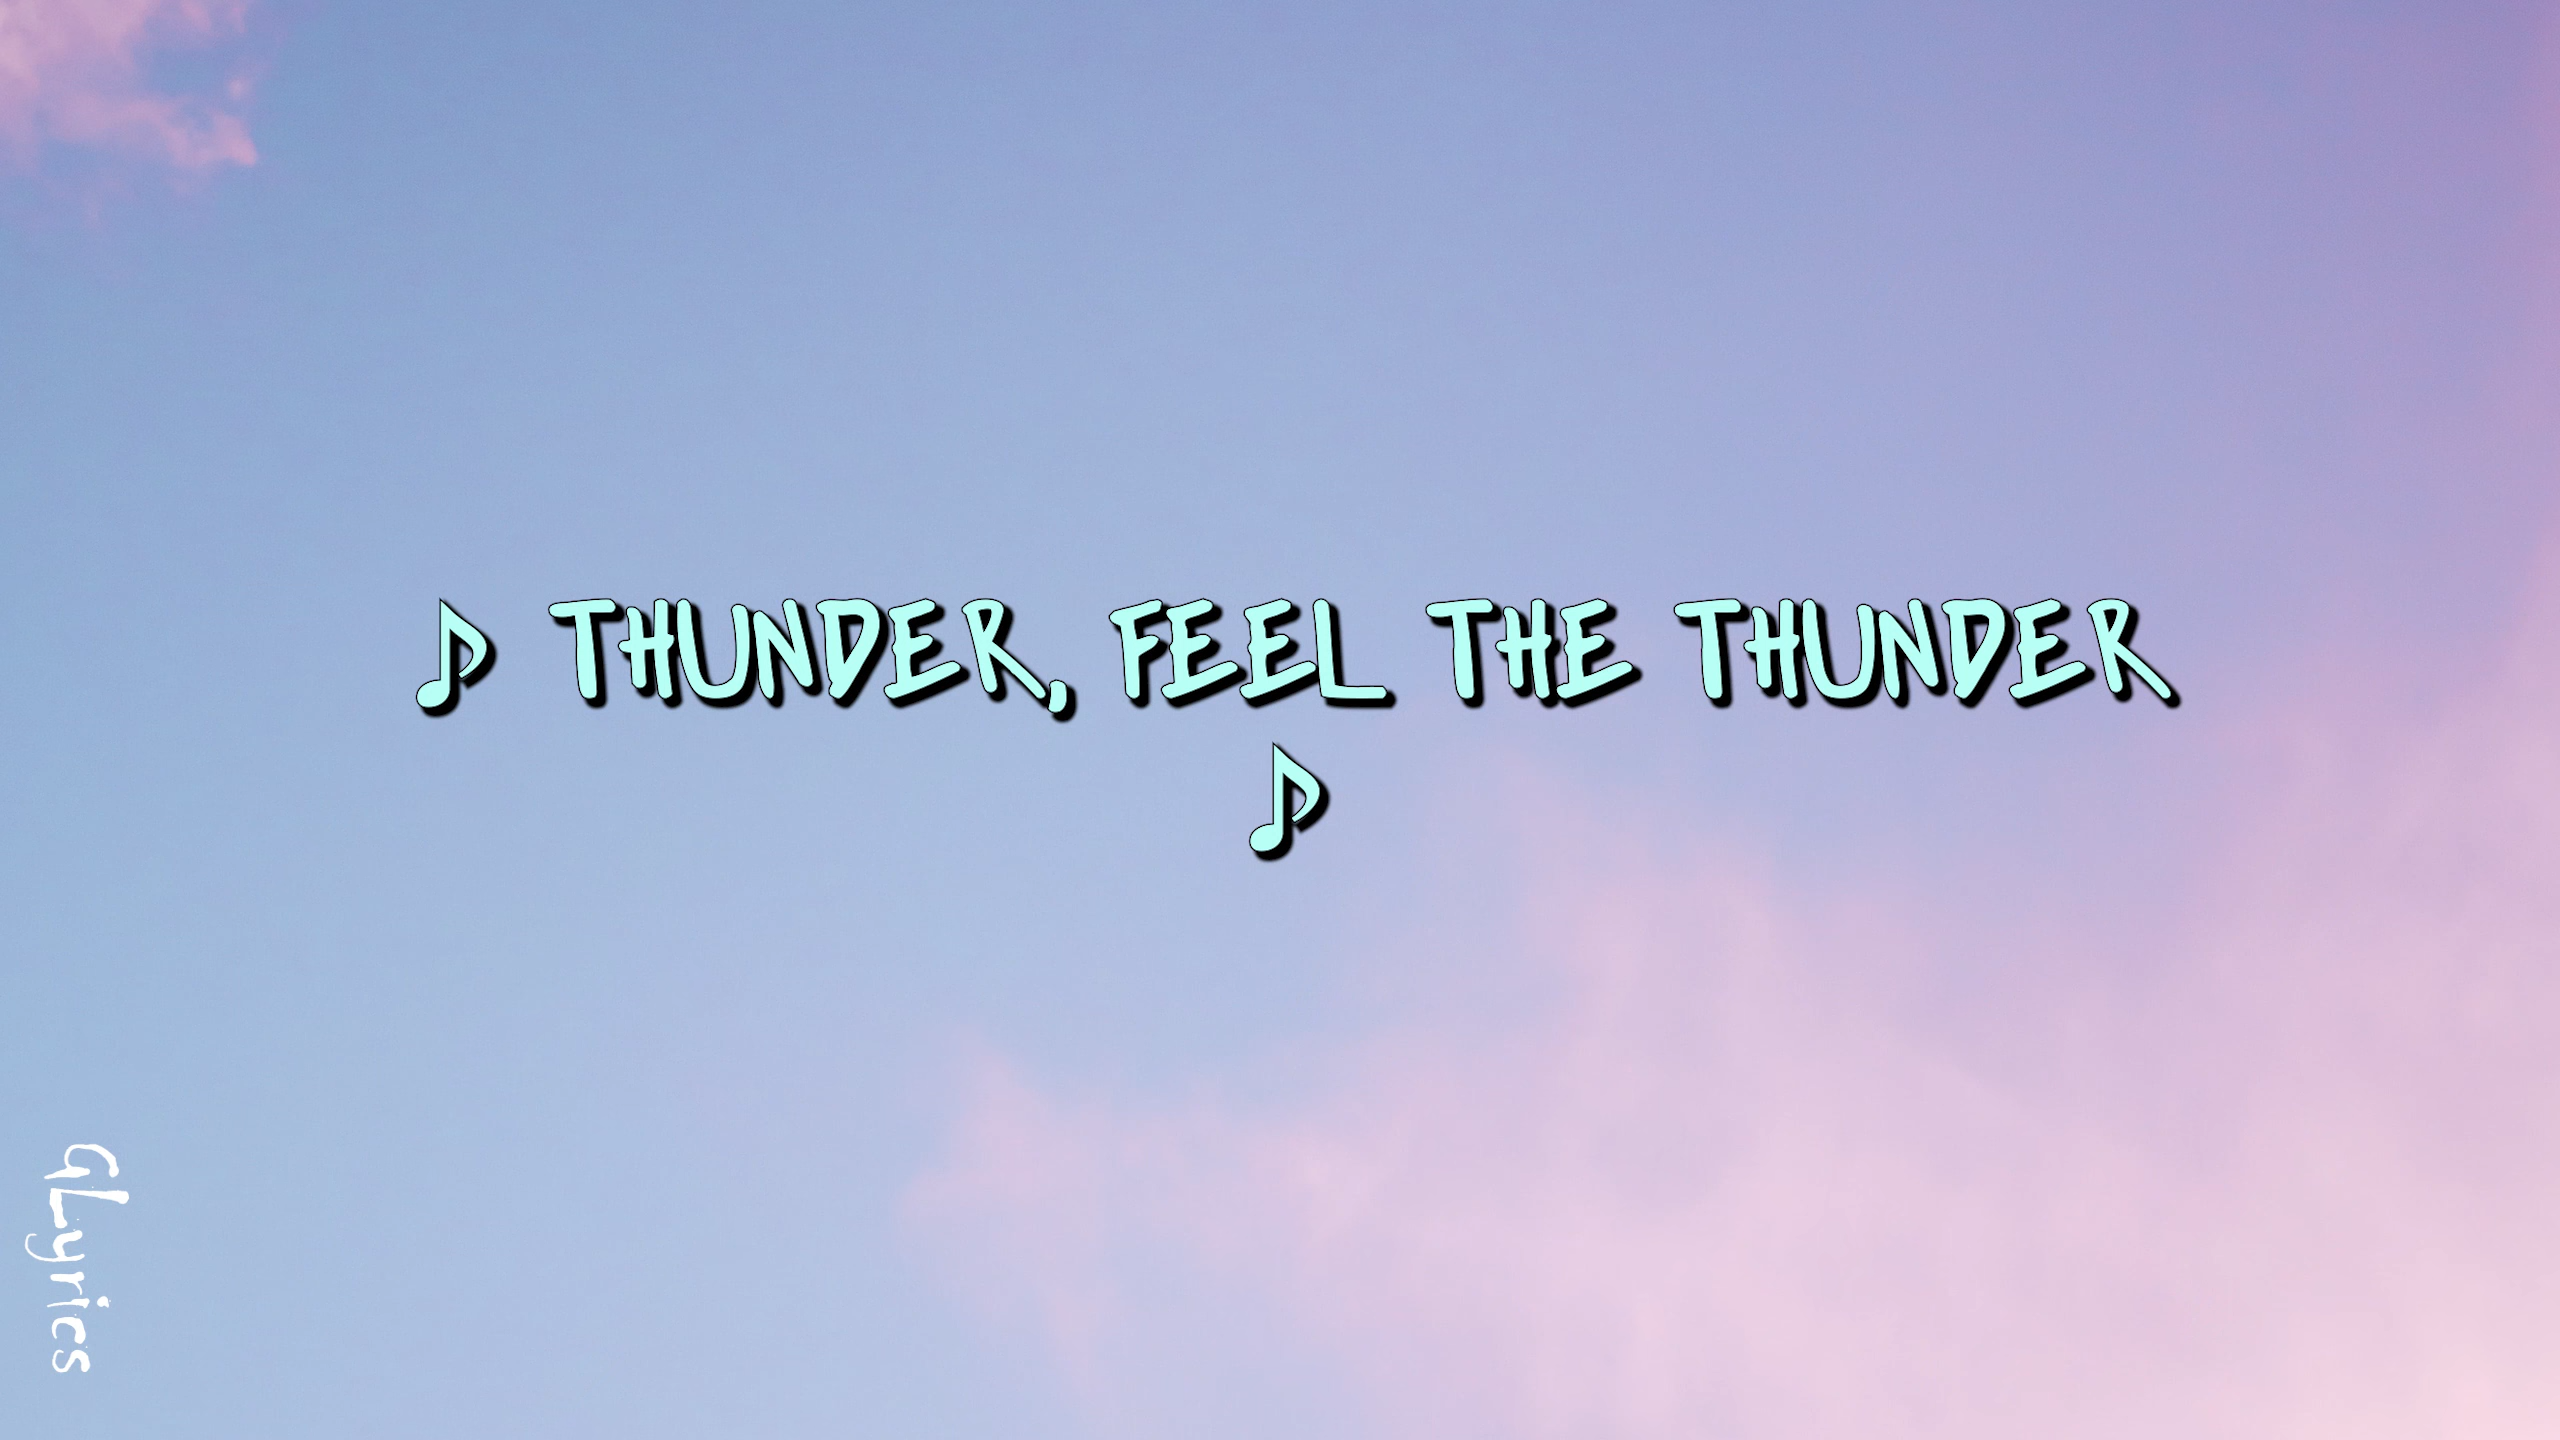 ♪ THUNDER, FEEL THE THUNDER
♪
GLyrics